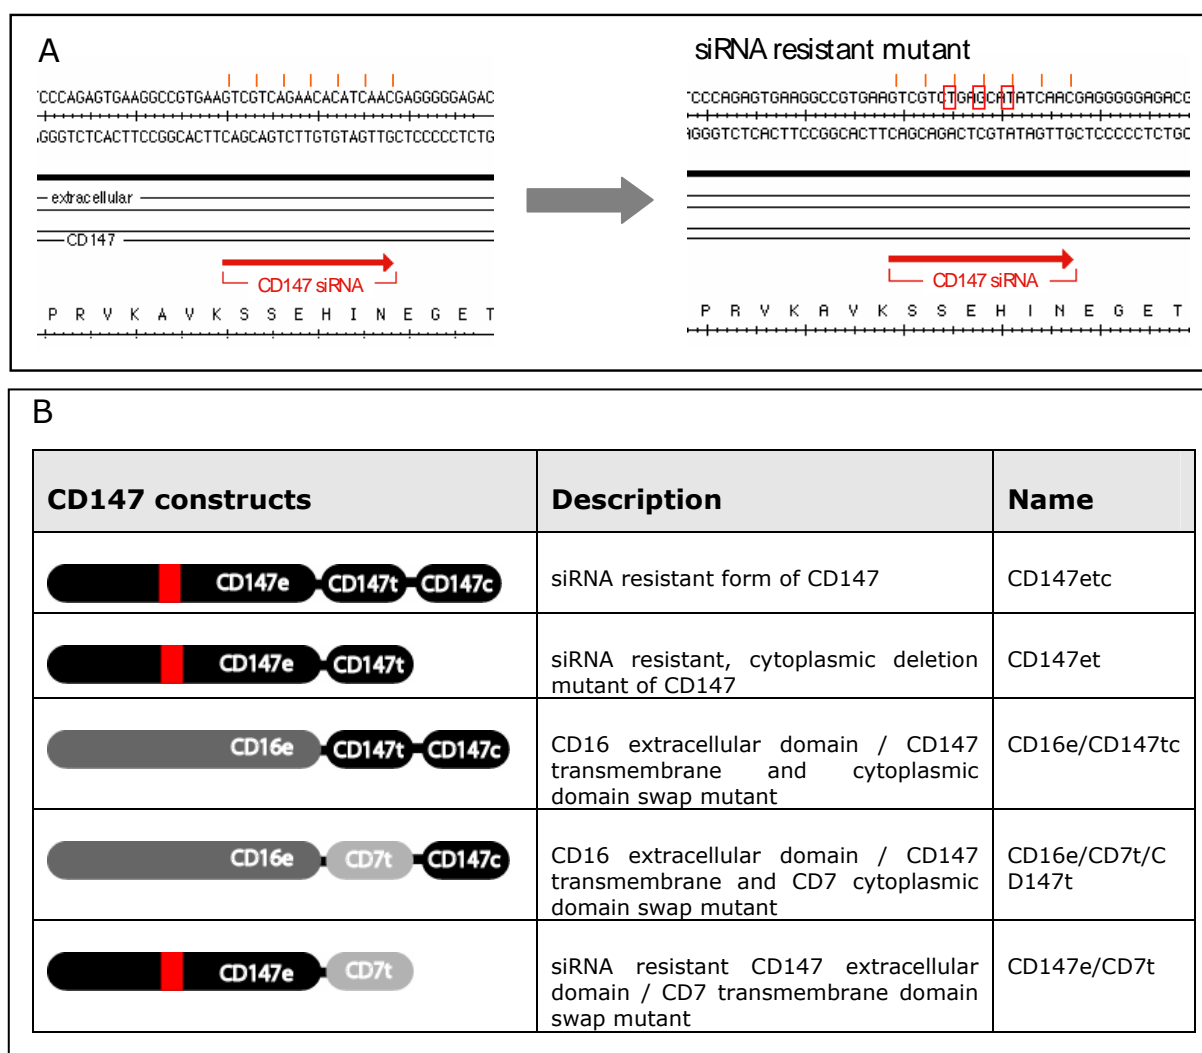 A
siRNA resistant mutant
CCCAGAGTGAAGGCCGTGAAGTCGTCAGAACACATCAACGAGGGGGAGAC
GGGTCTCACTTCCGGCACTTCAGCAGTCTTGTGTAGTTGCTCCCCCTCTG
extracellular
CD147
CD147 siRNA
P R V K A V K S S E H I N E G E T
CCCAGAGTGAAGGCCGTGAAGTCGTCTGAGCATATCAACGAGGGGGAGACG
GGGTCTCACTTCCGGCACTTCAGCAGACTCGTATAGTTGCTCCCCCTCTGC
CD147 siRNA
P R V K A V K S S E H I N E G E T
B
CD147 constructs Description Name
CD147e CD147t CD147c siRNA resistant form of CD147 CD147etc
CD147e CD147t siRNA resistant, cytoplasmic deletion CD147et
mutant of CD147
CD16e CD147t CD147c CD16 extracellular domain / CD147 CD16e/CD147tc
transmembrane and cytoplasmic
domain swap mutant
CD16e CD7t CD147c CD16 extracellular domain / CD147 CD16e/CD7t/C
transmembrane and CD7 cytoplasmic D147t
domain swap mutant
CD147e CD7t siRNA resistant CD147 extracellular CD147e/CD7t
domain / CD7 transmembrane domain
swap mutant